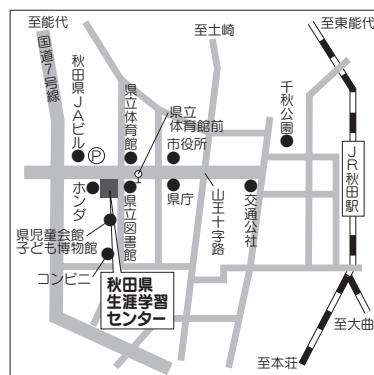 至能代
至土崎
至東能代
国道7号線
秋田県JAビル
P
県立体育館
県立
体育館前
市役所
千秋公園
JR秋田駅
ホンダ
県立図書館
県庁
山王十字路
交通公社
県児童会館
子ども博物館
コンビニ
秋田県
生涯学習
センター
至大曲
至本荘